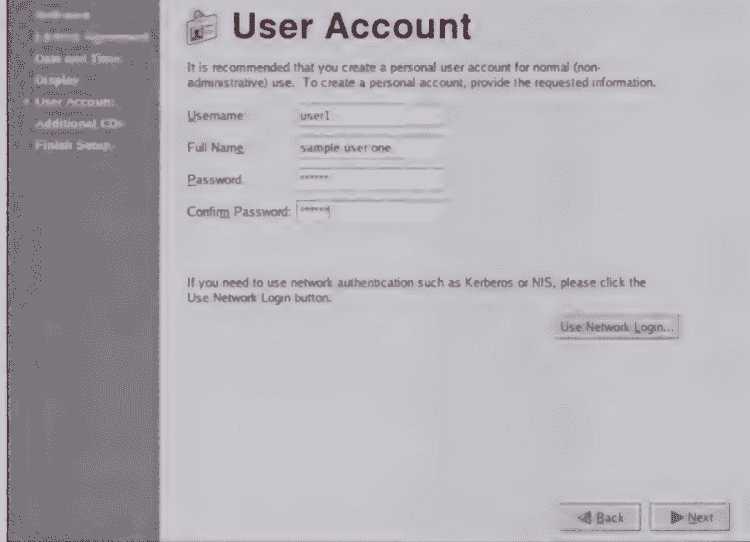 User Account
It is recommended that you create a personal user account for normal (non-
administrative) use. To create a personal account, provide the requested information.
Username
user1
Full Name
sample user one
Password
******
Confirm Password:
******
If you need to use network authentication such as Kerberos or NIS, please click the
Use Network Login button.
Use Network Login...
Back
Next
License Agreement
Date and Time
Display
User Account
Additional CDs
Finish Setup